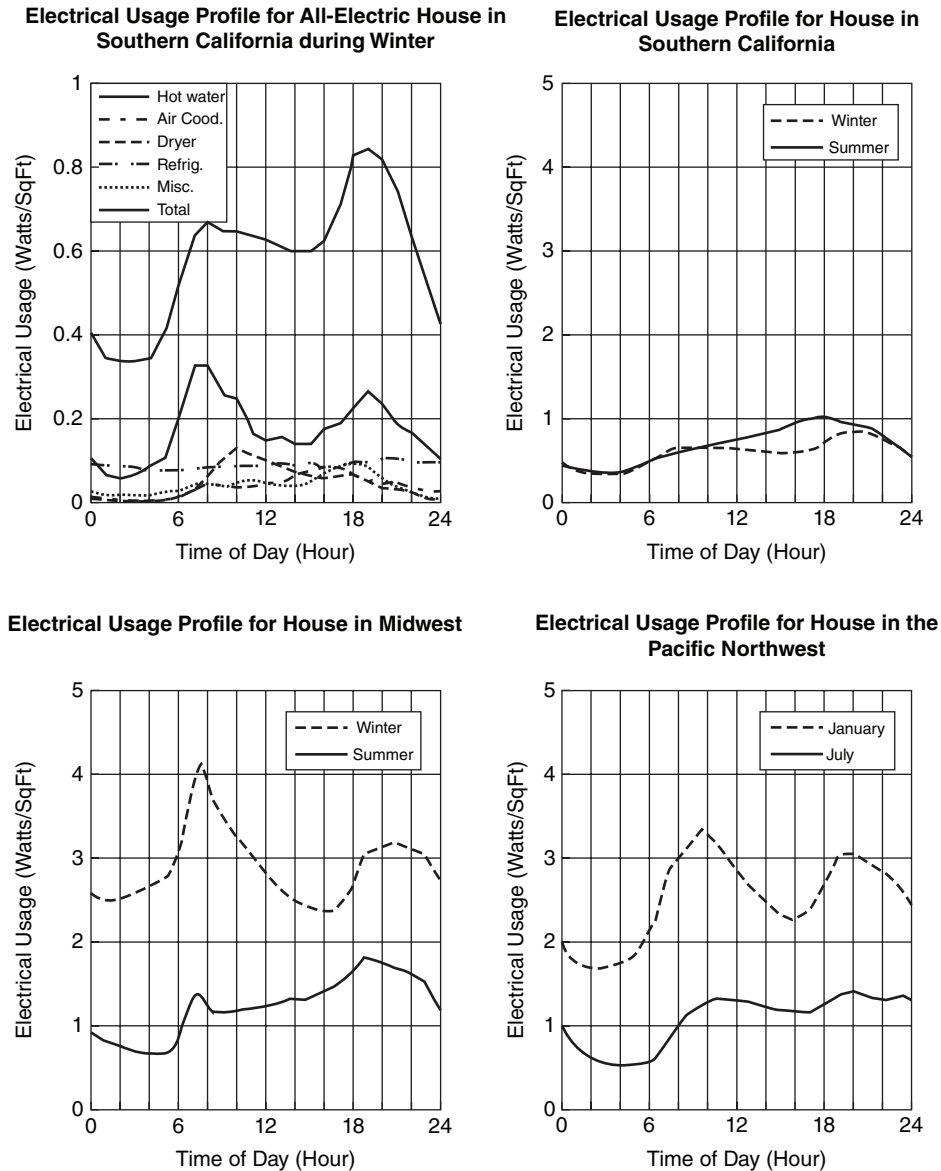 Electrical Usage Profile for All-Electric House in
Southern California during Winter
Electrical Usage (Watts/SqFt)
1
0.8
0.6
0.4
0.2
0
Hot water
Air Cood.
Dryer
Refrig.
Misc.
Total
0 6 12 18 24
Time of Day (Hour)
Electrical Usage Profile for House in
Southern California
Electrical Usage (Watts/SqFt)
5
4
3
2
1
0
Winter
Summer
0 6 12 18 24
Time of Day (Hour)
Electrical Usage Profile for House in Midwest
Electrical Usage (Watts/SqFt)
5
4
3
2
1
0
Winter
Summer
0 6 12 18 24
Time of Day (Hour)
Electrical Usage Profile for House in the
Pacific Northwest
Electrical Usage (Watts/SqFt)
5
4
3
2
1
0
January
July
0 6 12 18 24
Time of Day (Hour)